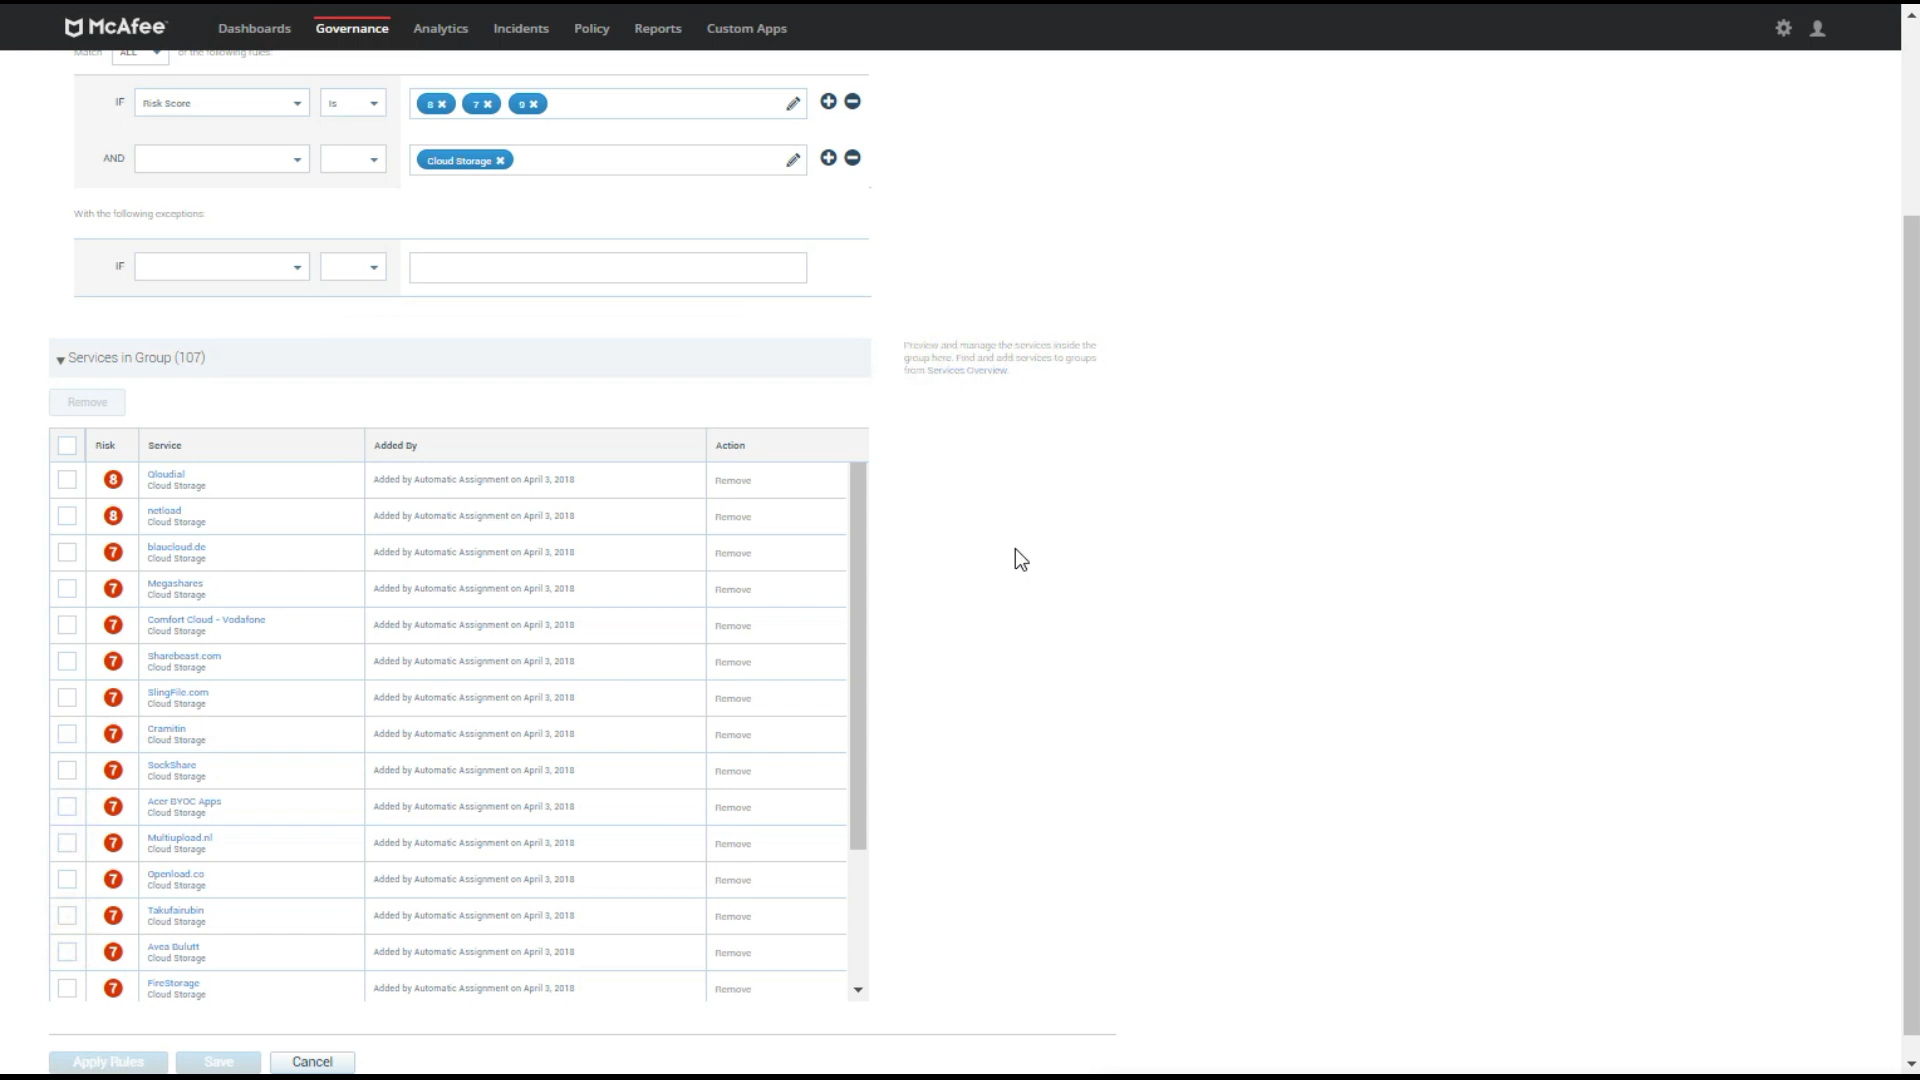 McAfee Dashboards Governance Analytics Incidents Policy Reports Custom Apps
Match ALL of the following rules:
IF Risk Score Is 8 7 9
AND Cloud Storage
With the following exceptions:
IF
Services in Group (107)
Preview and manage the services inside the
group here. Find and add services to groups
from Services Overview.
Remove
Risk Service Added By Action
8 Qloudial Cloud Storage Added by Automatic Assignment on April 3, 2018 Remove
8 netload Cloud Storage Added by Automatic Assignment on April 3, 2018 Remove
7 blaucloud.de Cloud Storage Added by Automatic Assignment on April 3, 2018 Remove
7 Megashares Cloud Storage Added by Automatic Assignment on April 3, 2018 Remove
7 Comfort Cloud - Vodafone Cloud Storage Added by Automatic Assignment on April 3, 2018 Remove
7 Sharebeast.com Cloud Storage Added by Automatic Assignment on April 3, 2018 Remove
7 SlingFile.com Cloud Storage Added by Automatic Assignment on April 3, 2018 Remove
7 Cramitin Cloud Storage Added by Automatic Assignment on April 3, 2018 Remove
7 SockShare Cloud Storage Added by Automatic Assignment on April 3, 2018 Remove
7 Acer BYOC Apps Cloud Storage Added by Automatic Assignment on April 3, 2018 Remove
7 Multiupload.nl Cloud Storage Added by Automatic Assignment on April 3, 2018 Remove
7 Openload.co Cloud Storage Added by Automatic Assignment on April 3, 2018 Remove
7 Takufairubin Cloud Storage Added by Automatic Assignment on April 3, 2018 Remove
7 Avea Bulutt Cloud Storage Added by Automatic Assignment on April 3, 2018 Remove
7 FireStorage Cloud Storage Added by Automatic Assignment on April 3, 2018 Remove
Apply Rules Save Cancel